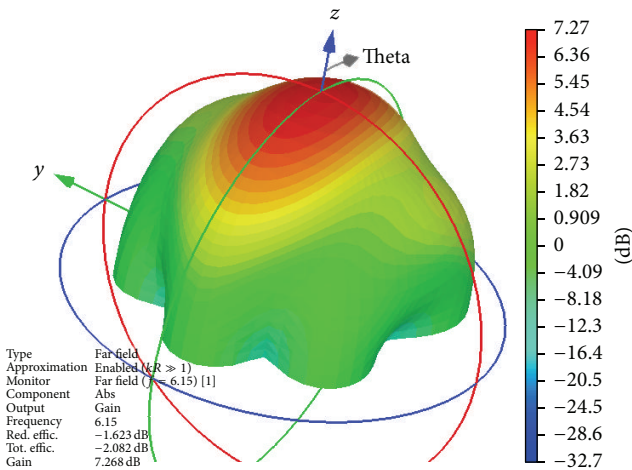 z
Theta
y
7.27
6.36
5.45
4.54
3.63
2.73
1.82
0.909
0
−4.09
−8.18
−12.3
−16.4
−20.5
−24.5
−28.6
−32.7
(dB)
Type Far field
Approximation Enabled (kR ≫ 1)
Monitor Far field (f = 6.15) [1]
Component Abs
Output Gain
Frequency 6.15
Red. effic. −1.623 dB
Tot. effic. −2.082 dB
Gain 7.268 dB